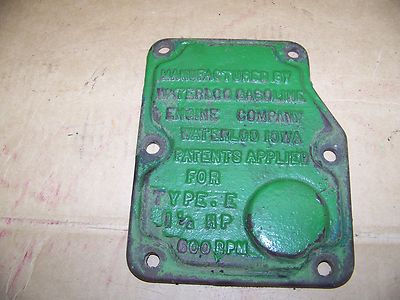 MANUFACTURED BY
WATERLOO GASOLINE
ENGINE COMPANY
WATERLOO IOWA
PATENTS APPLIED
FOR
TYPE.E
1½ HP
600 RPM